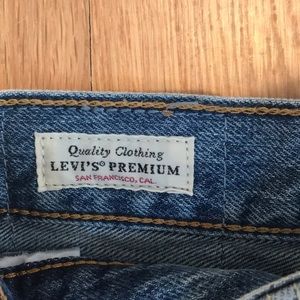 Quality Clothing
LEVI'S® PREMIUM
SAN FRANCISCO, CAL.